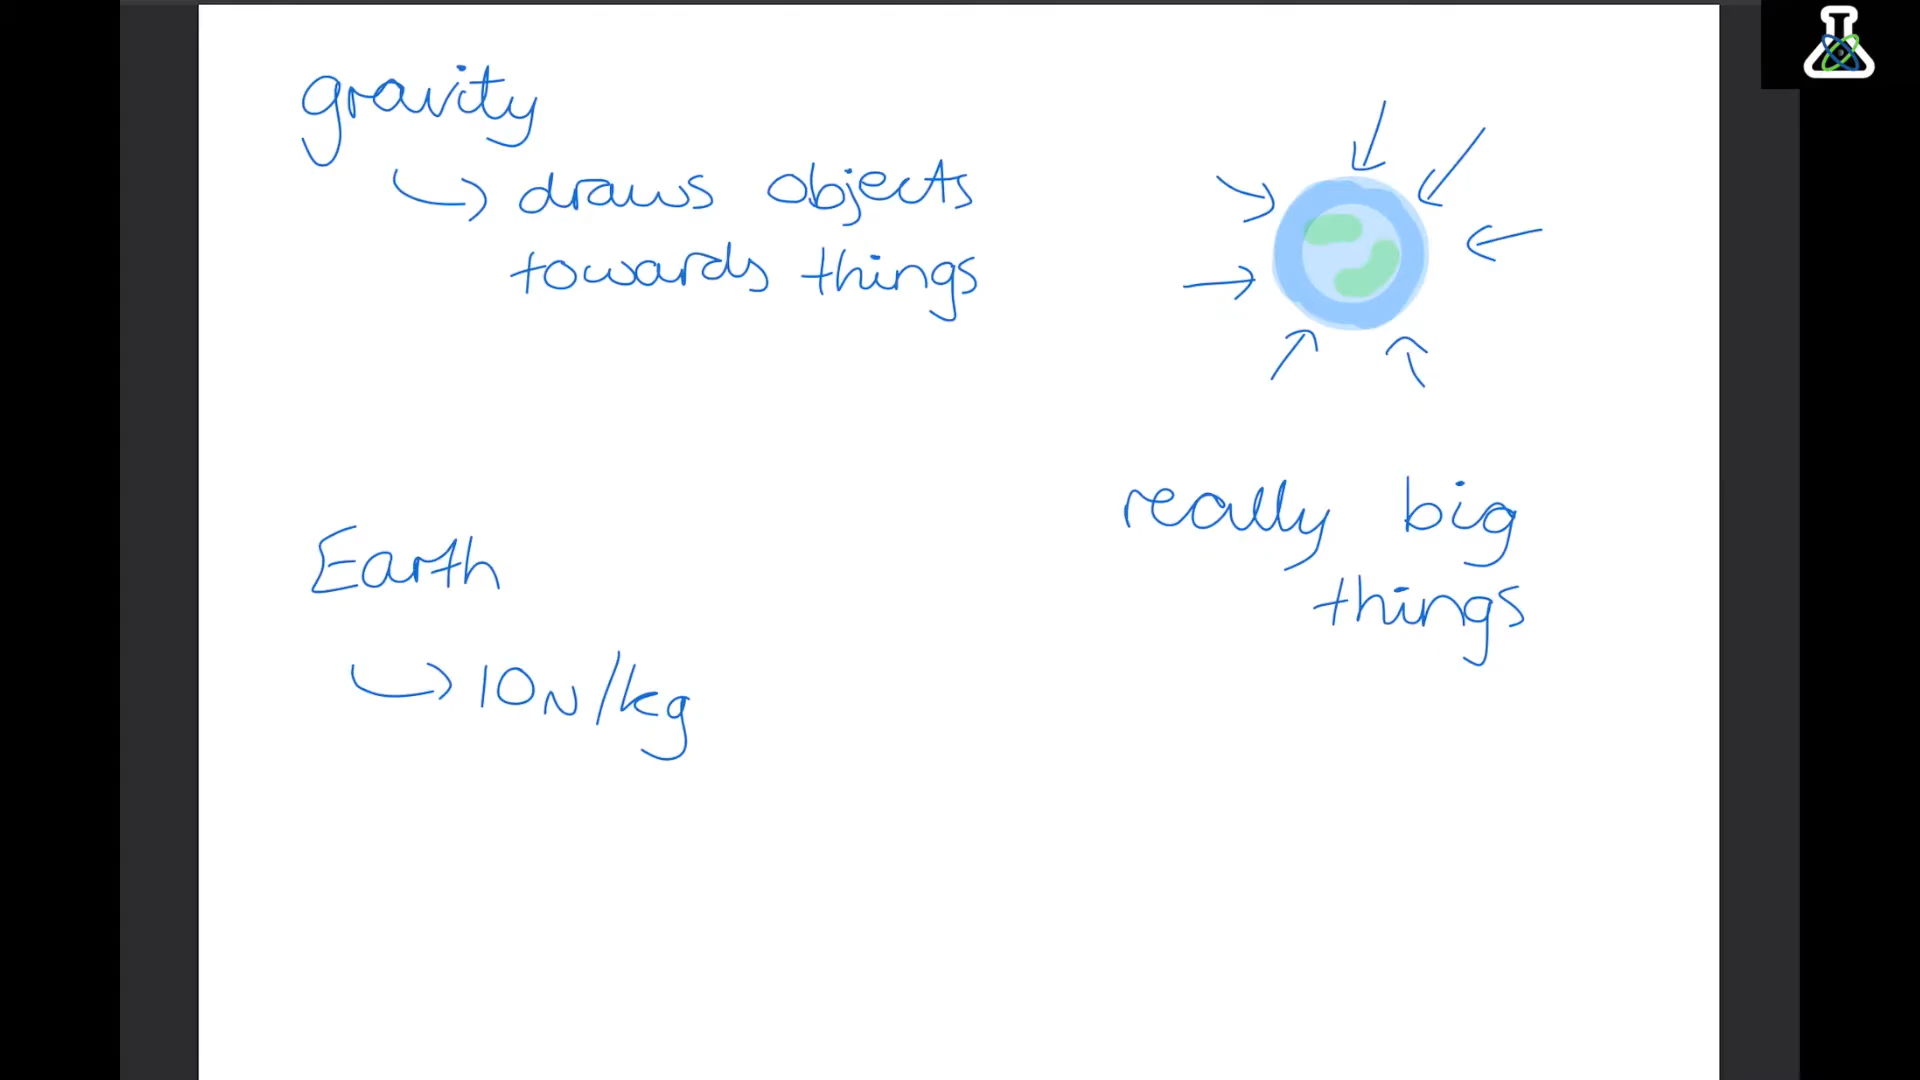 gravity
draws objects
towards things
really big
things
Earth
10N/kg